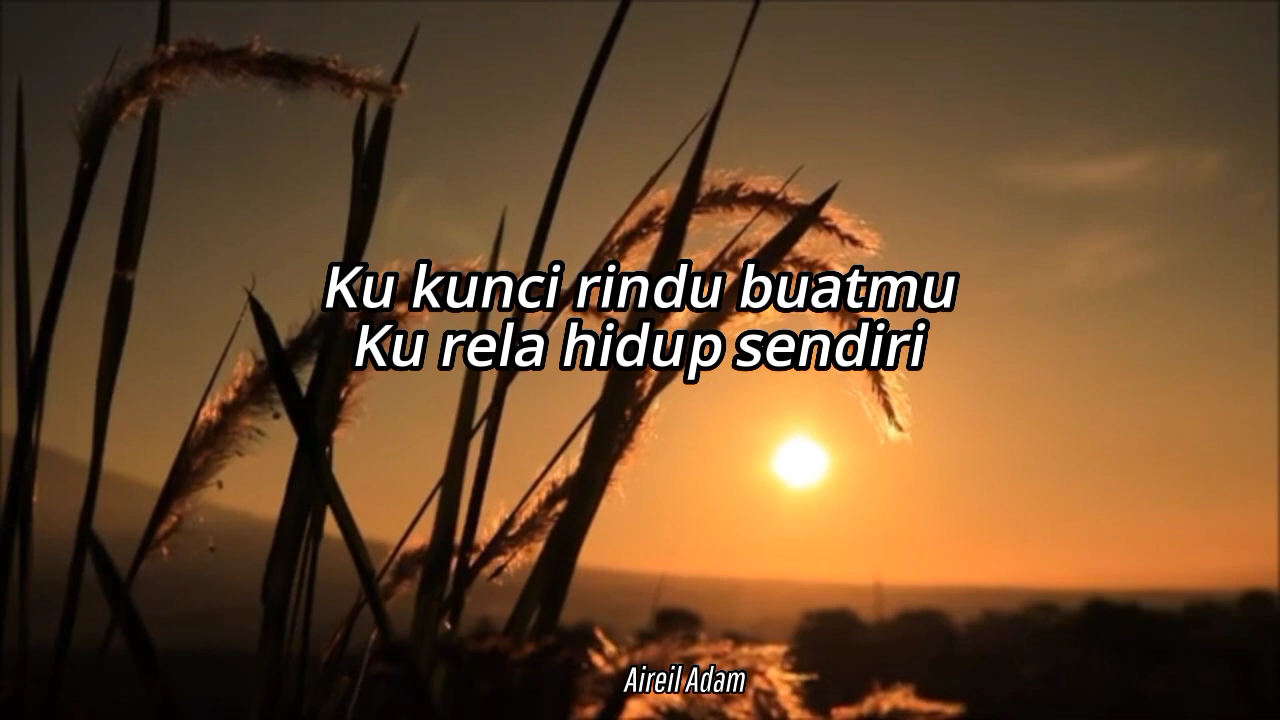 Ku kunci rindu buatmu
Ku rela hidup sendiri
Aireil Adam